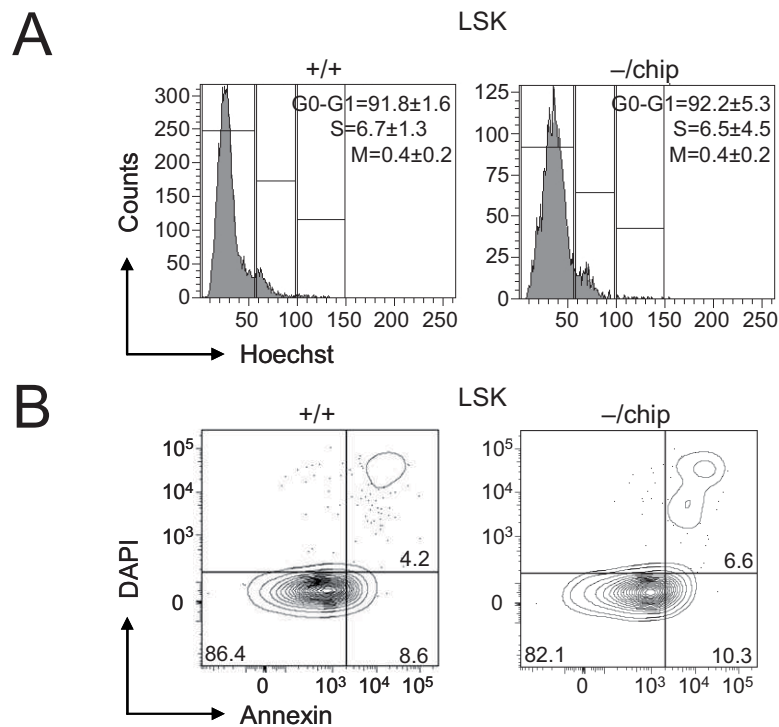 A
LSK
+/+
–/chip
300
250
200
150
100
50
0
Counts
G0-G1=91.8±1.6
S=6.7±1.3
M=0.4±0.2
50 100 150 200 250
125
100
75
50
25
0
G0-G1=92.2±5.3
S=6.5±4.5
M=0.4±0.2
50 100 150 200 250
Hoechst
B
LSK
+/+
–/chip
10⁵
10⁴
10³
0
DAPI
4.2
86.4
8.6
0 10³ 10⁴ 10⁵
10⁵
10⁴
10³
0
6.6
82.1
10.3
0 10³ 10⁴ 10⁵
Annexin